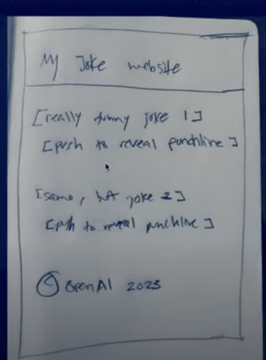 My Joke website
[really funny joke 1]
[push to reveal punchline]
[same, but joke 2]
[push to reveal punchline]
© OpenAI 2023